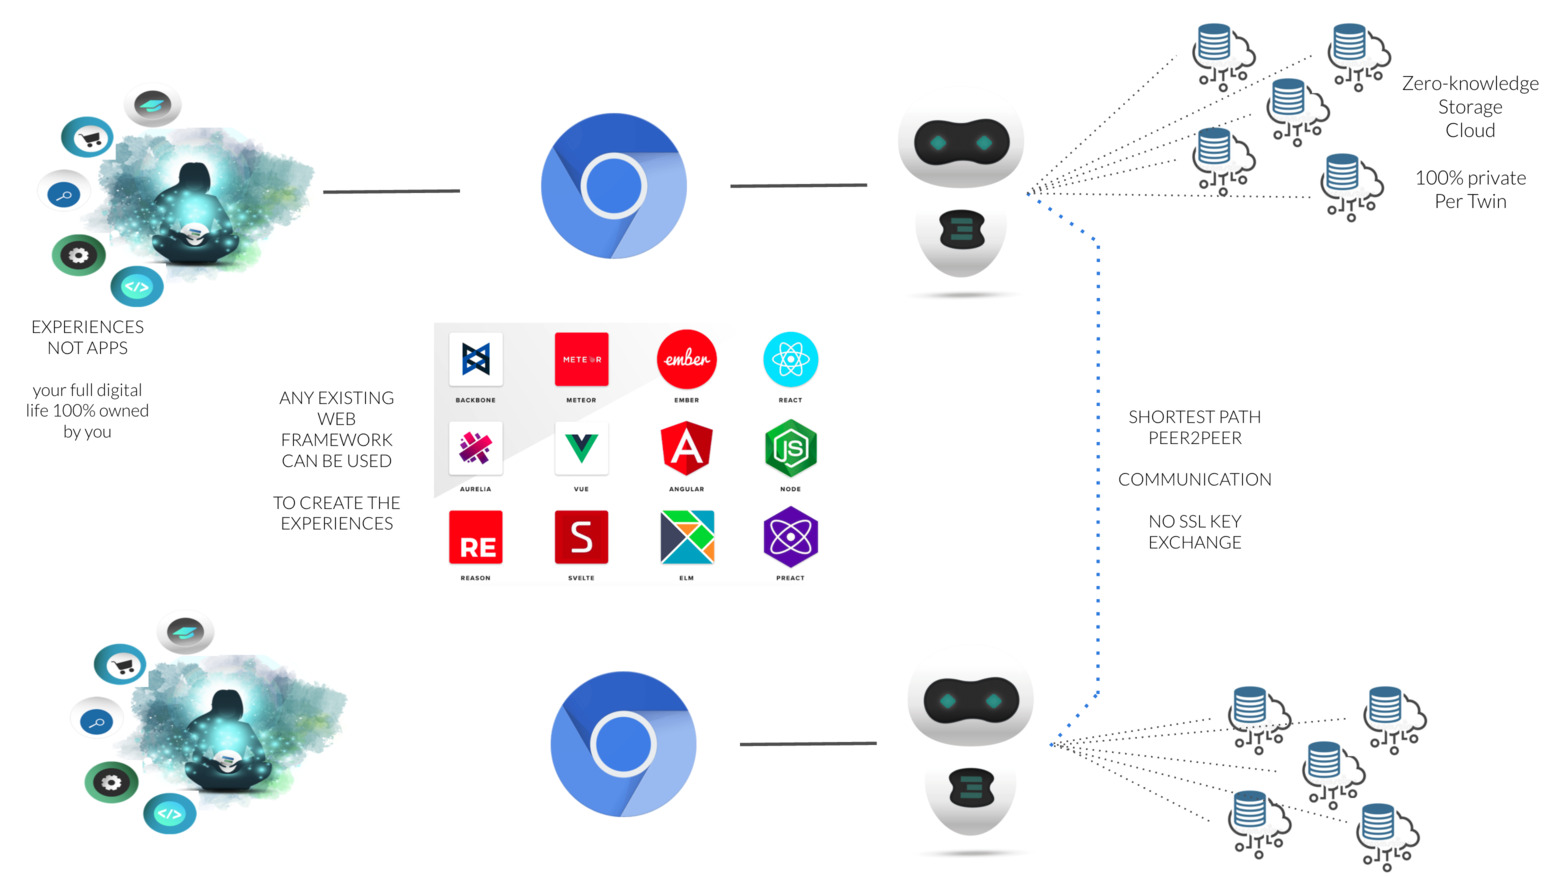 Zero-knowledge
Storage
Cloud
100% private
Per Twin
EXPERIENCES
NOT APPS
your full digital
life 100% owned
by you
ANY EXISTING
WEB
FRAMEWORK
CAN BE USED
TO CREATE THE
EXPERIENCES
METEOR
ember
BACKBONE
METEOR
EMBER
REACT
A
JS
AURELIA
VUE
ANGULAR
NODE
RE
S
REASON
SVELTE
ELM
PREACT
SHORTEST PATH
PEER2PEER
COMMUNICATION
NO SSL KEY
EXCHANGE